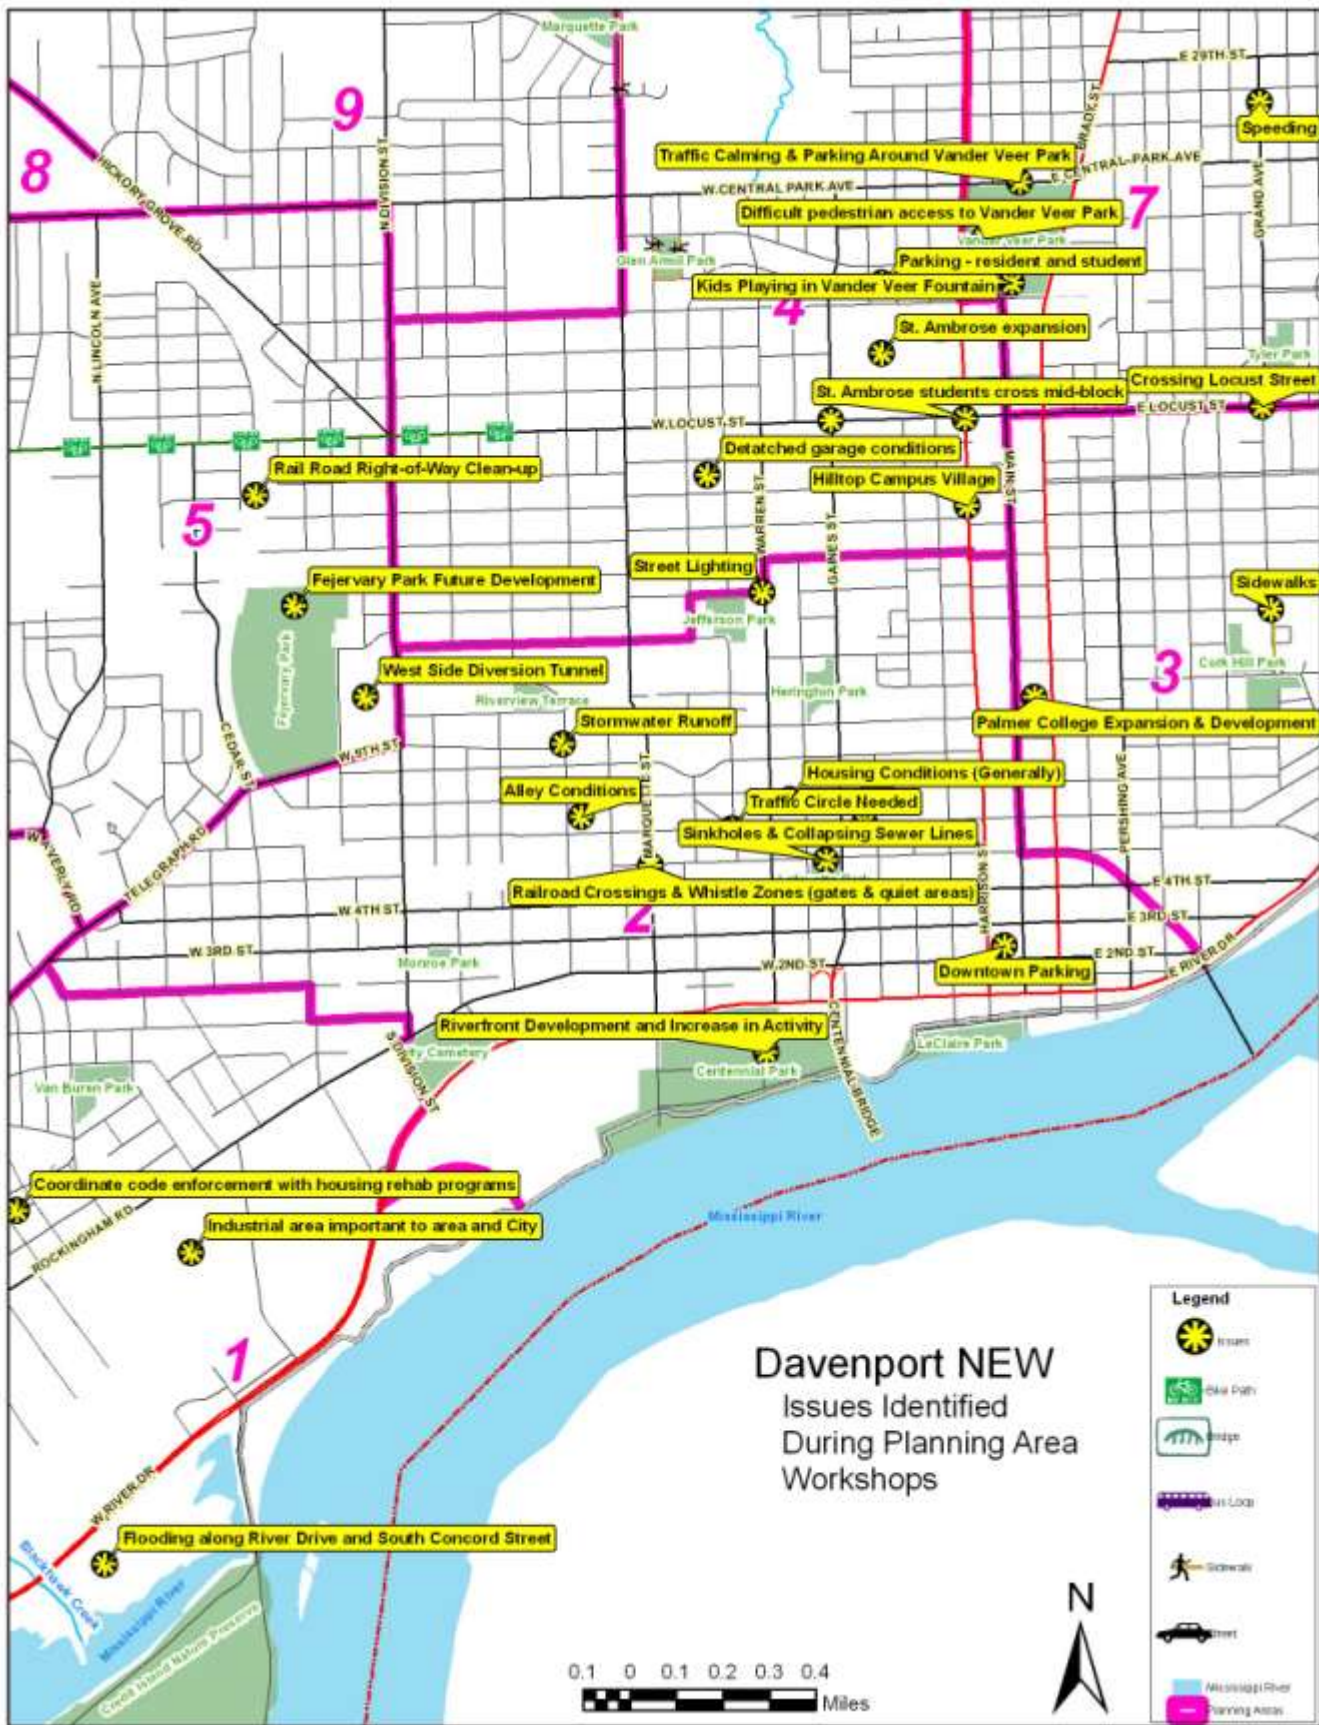 Marquette Park
E 29TH ST
9
N DIVISION ST
BRADY ST
Speeding
Traffic Calming & Parking Around Vander Veer Park
E CENTRAL PARK AVE
8
HICKORY GROVE RD
W CENTRAL PARK AVE
7
GRAND AVE
Difficult pedestrian access to Vander Veer Park
Vander Veer Park
Glen Armil Park
Parking - resident and student
Kids Playing in Vander Veer Fountain
4
N LINCOLN AVE
St. Ambrose expansion
Tyler Park
St. Ambrose students cross mid-block
Crossing Locust Street
E LOCUST ST
W LOCUST ST
Detatched garage conditions
Rail Road Right-of-Way Clean-up
MAIN ST
Hilltop Campus Village
WARREN ST
GAINES ST
5
Street Lighting
Fejervary Park Future Development
Sidewalks
Jefferson Park
Fejervary Park
3
Cork Hill Park
West Side Diversion Tunnel
Riverview Terrace
Herington Park
Stormwater Runoff
Palmer College Expansion & Development
CEDAR ST
W 9TH ST
Housing Conditions (Generally)
Alley Conditions
MARQUETTE ST
Traffic Circle Needed
PERSHING AVE
Sinkholes & Collapsing Sewer Lines
W WAVERLY RD
TELEGRAPH RD
HARRISON S
Railroad Crossings & Whistle Zones (gates & quiet areas)
E 4TH ST
W 4TH ST
2
E 3RD ST
W 3RD ST
Monroe Park
W 2ND ST
E 2ND ST
E RIVER DR
Downtown Parking
Riverfront Development and Increase in Activity
S DIVISION ST
City Cemetery
LeClaire Park
Centennial Park
CENTENNIAL BRIDGE
Van Buren Park
Coordinate code enforcement with housing rehab programs
Mississippi River
Industrial area important to area and City
ROCKINGHAM RD
1
Legend
Issues
Bike Path
Bridge
Bus Loop
Sidewalk
Street
Mississippi River
Planning Areas
Davenport NEW
Issues Identified
During Planning Area
Workshops
W RIVER DR
Flooding along River Drive and South Concord Street
Blackhawk Creek
Mississippi River
Credit Island Nature Preserve
N
0.1 0 0.1 0.2 0.3 0.4
Miles